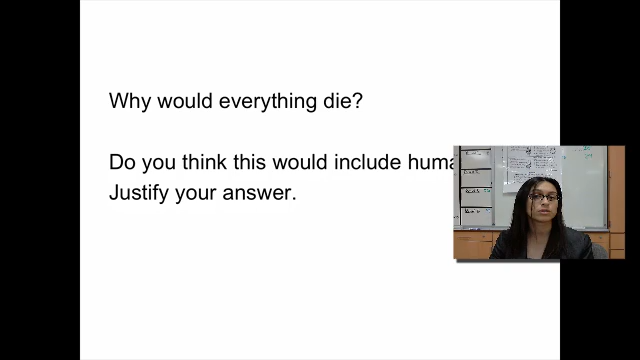 Why would everything die?
Do you think this would include huma
Justify your answer.